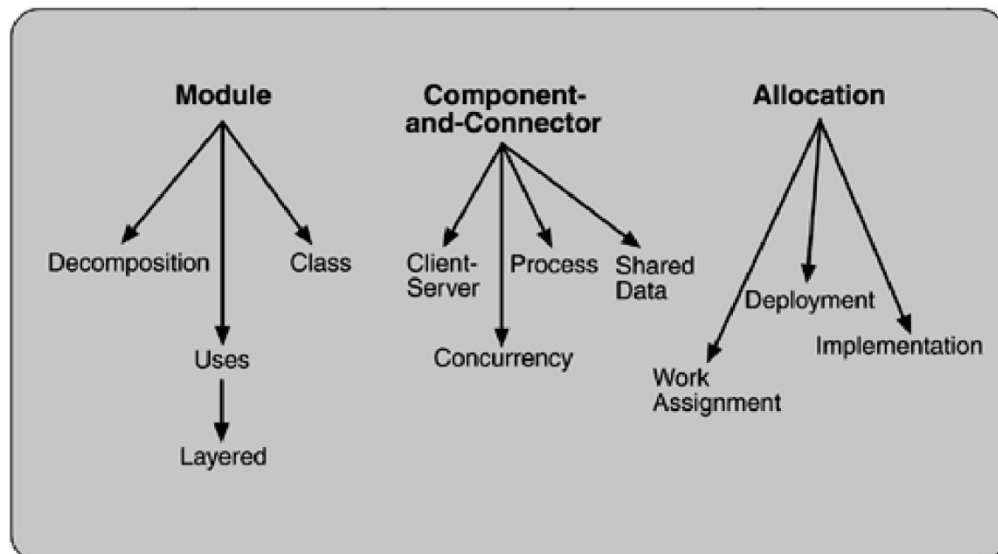 Module
Component-
and-Connector
Allocation
Decomposition
Class
Client-
Server
Process
Shared
Data
Deployment
Uses
Concurrency
Implementation
Work
Assignment
Layered